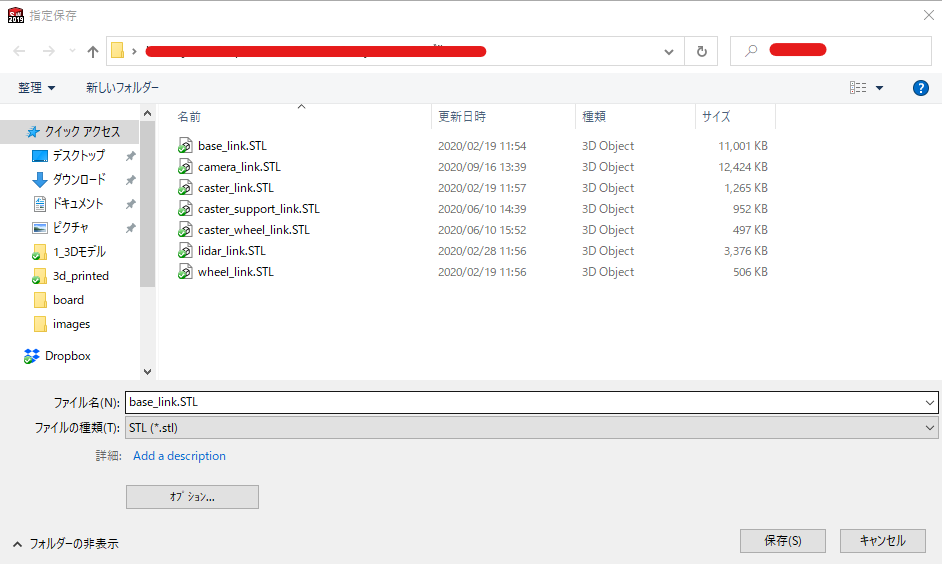 SW 2019 指定保存
整理 新しいフォルダー
名前 更新日時 種類 サイズ
クイック アクセス
デスクトップ
ダウンロード
ドキュメント
ピクチャ
1_3Dモデル
3d_printed
board
images
Dropbox
base_link.STL 2020/02/19 11:54 3D Object 11,001 KB
camera_link.STL 2020/09/16 13:39 3D Object 12,424 KB
caster_link.STL 2020/02/19 11:57 3D Object 1,265 KB
caster_support_link.STL 2020/06/10 14:39 3D Object 952 KB
caster_wheel_link.STL 2020/06/10 15:52 3D Object 497 KB
lidar_link.STL 2020/02/28 11:56 3D Object 3,376 KB
wheel_link.STL 2020/02/19 11:56 3D Object 506 KB
ファイル名(N): base_link.STL
ファイルの種類(T): STL (*.stl)
詳細: Add a description
オプション...
フォルダーの非表示 保存(S) キャンセル